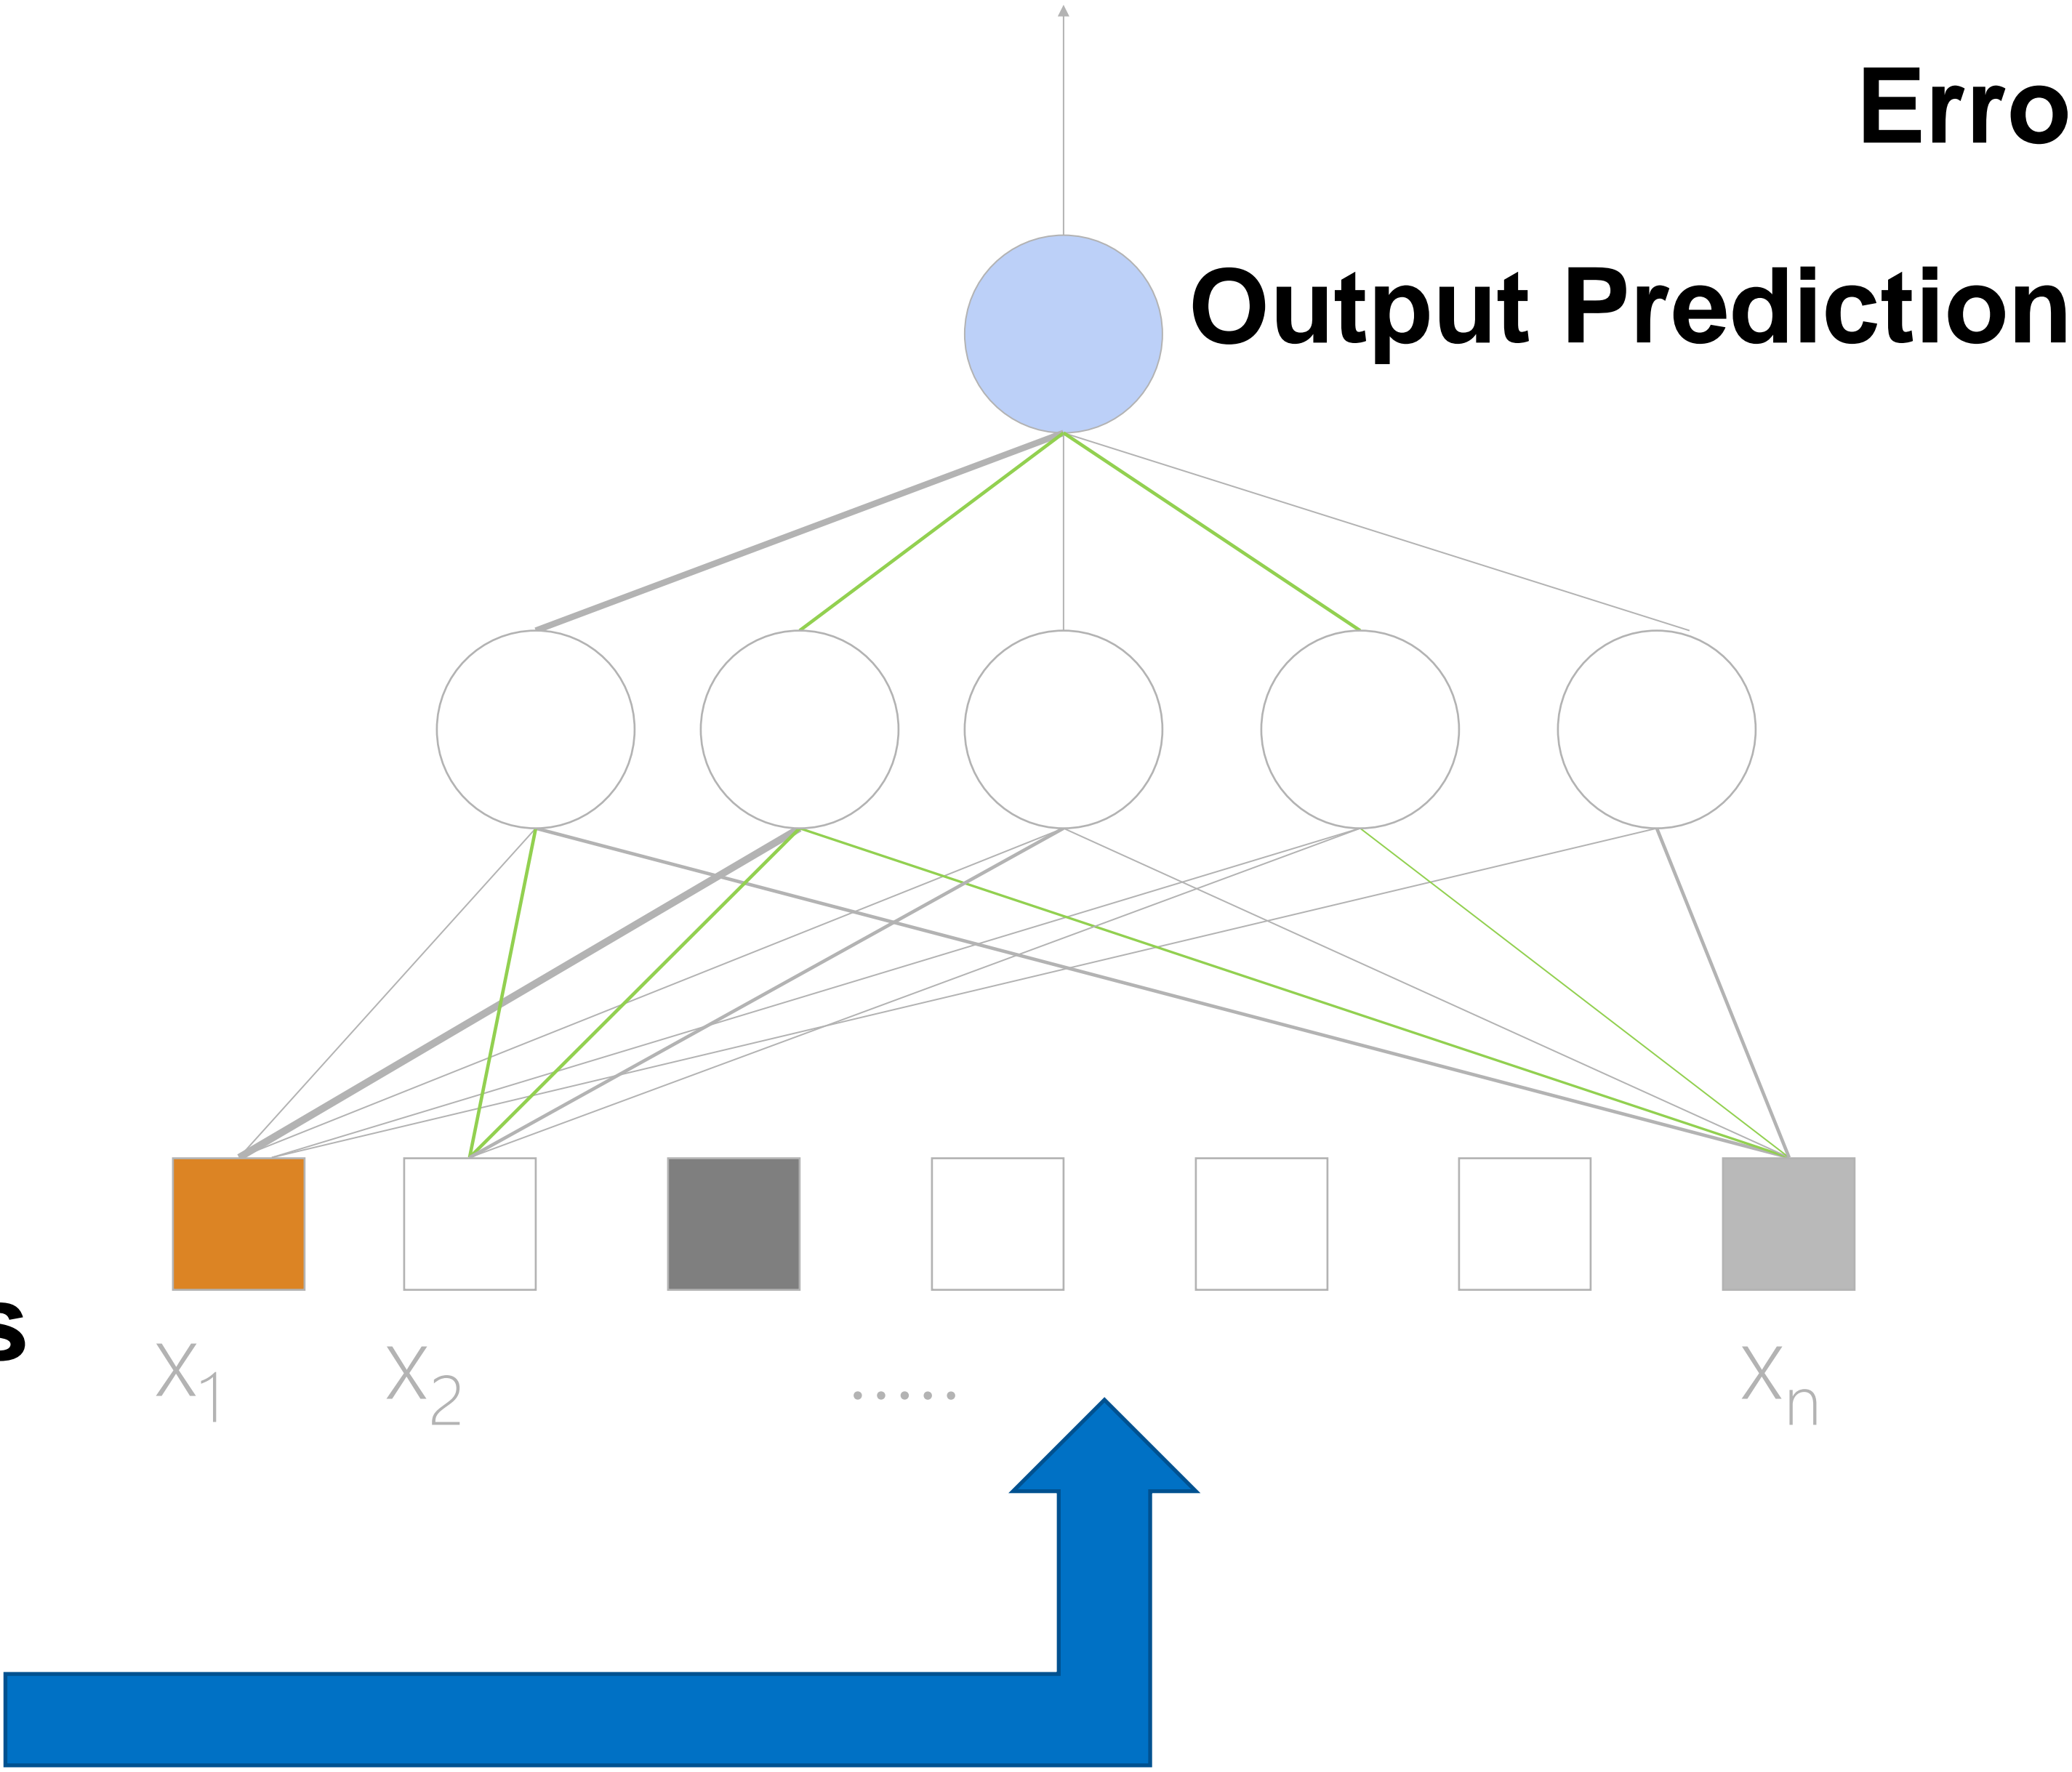 Erro
Output Prediction
s
X1 X2 ..... Xn